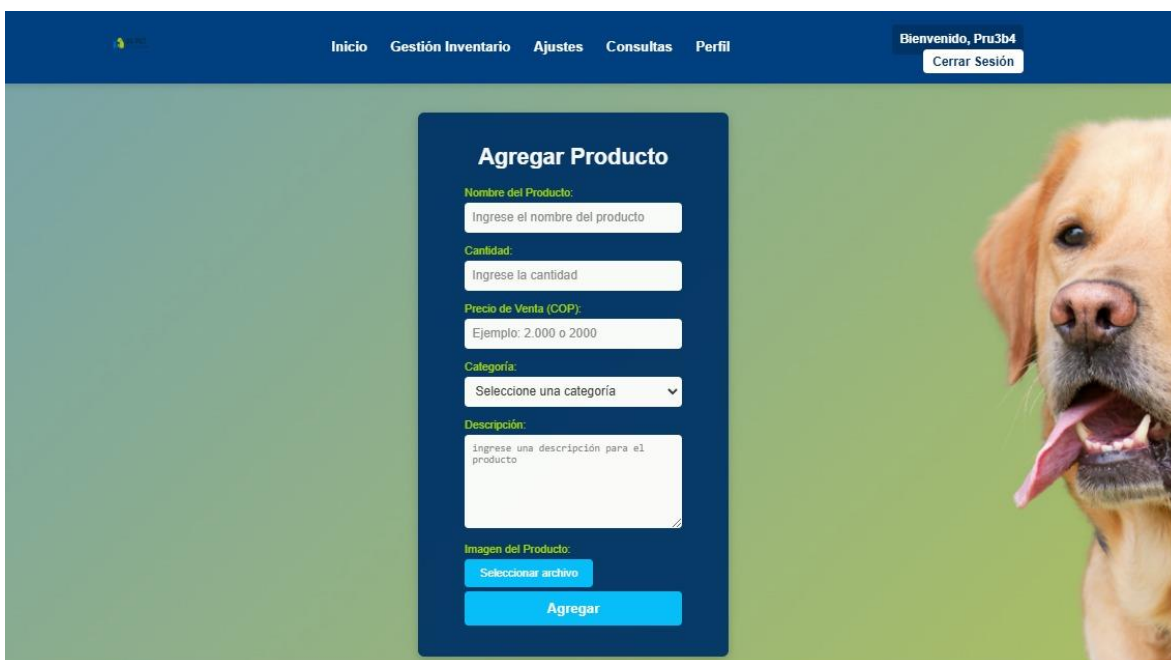 Inicio Gestión Inventario Ajustes Consultas Perfil
Bienvenido, Pru3b4
Cerrar Sesión
Agregar Producto
Nombre del Producto:
Ingrese el nombre del producto
Cantidad:
Ingrese la cantidad
Precio de Venta (COP):
Ejemplo: 2.000 o 2000
Categoría:
Seleccione una categoría
Descripción:
ingrese una descripción para el
producto
Imagen del Producto:
Seleccionar archivo
Agregar